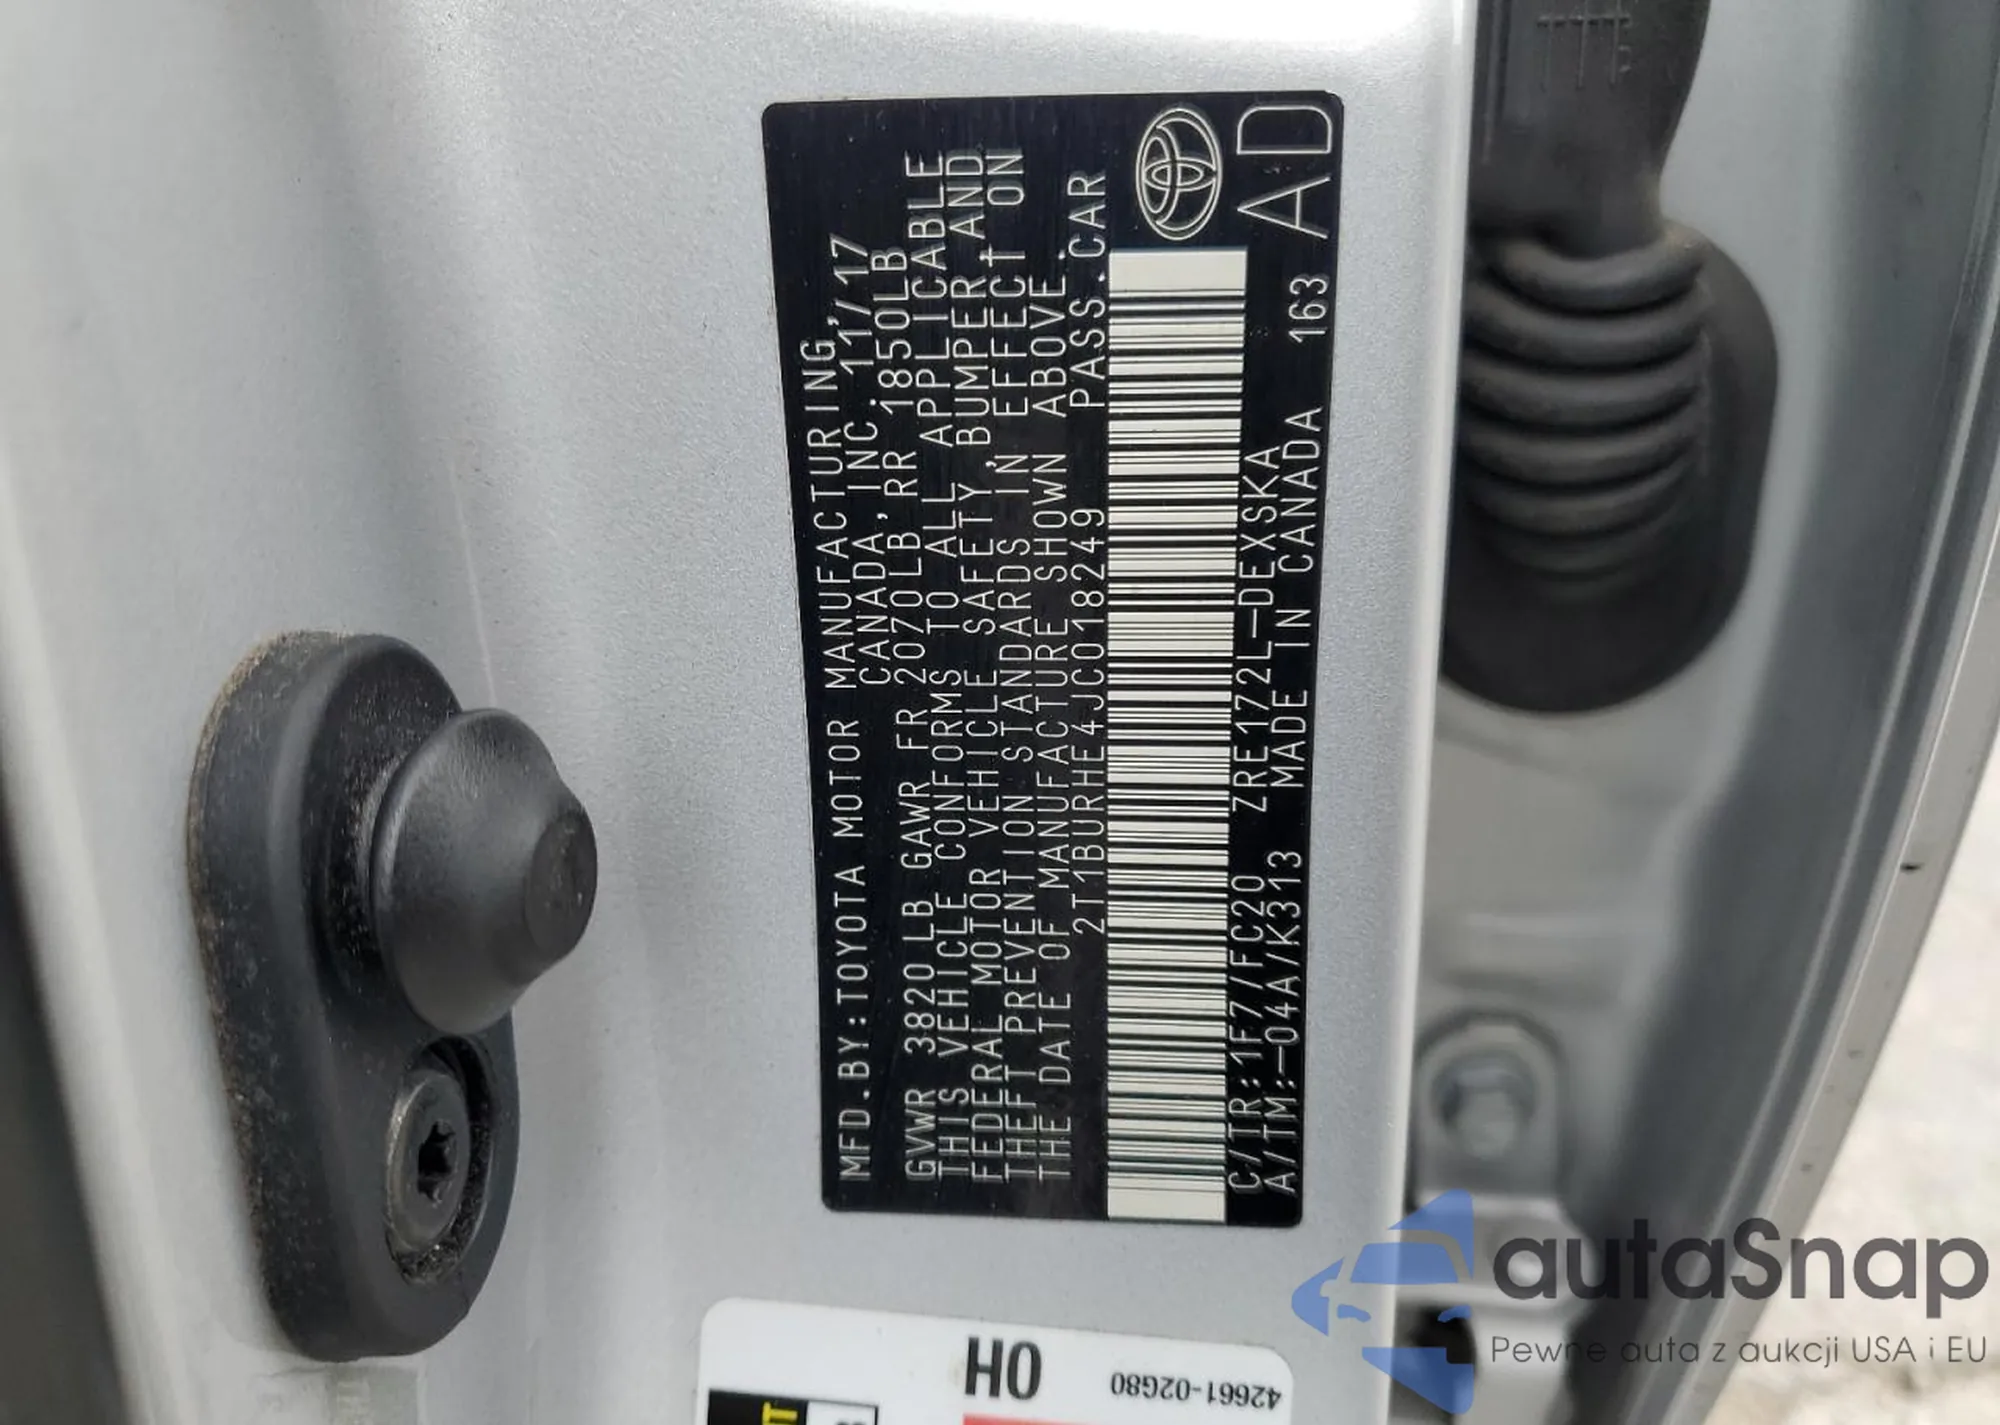 MFD.BY:TOYOTA MOTOR MANUFACTURING,
CANADA, INC. 11/17
GVWR 3820LB GAWR FR 2070LB, RR 1850LB
THIS VEHICLE CONFORMS TO ALL APPLICABLE
FEDERAL MOTOR VEHICLE SAFETY, BUMPER, AND
THEFT PREVENTION STANDARDS IN EFFECT ON
THE DATE OF MANUFACTURE SHOWN ABOVE.
2T1BURHE4JC018249 PASS.CAR
C/TR:1F7/FC20 ZRE172L-DEXSKA
A/TM:-04A/K313 MADE IN CANADA 163 AD
0H
42661-02G80
autaSnap
Pewne auta z aukcji USA i EU